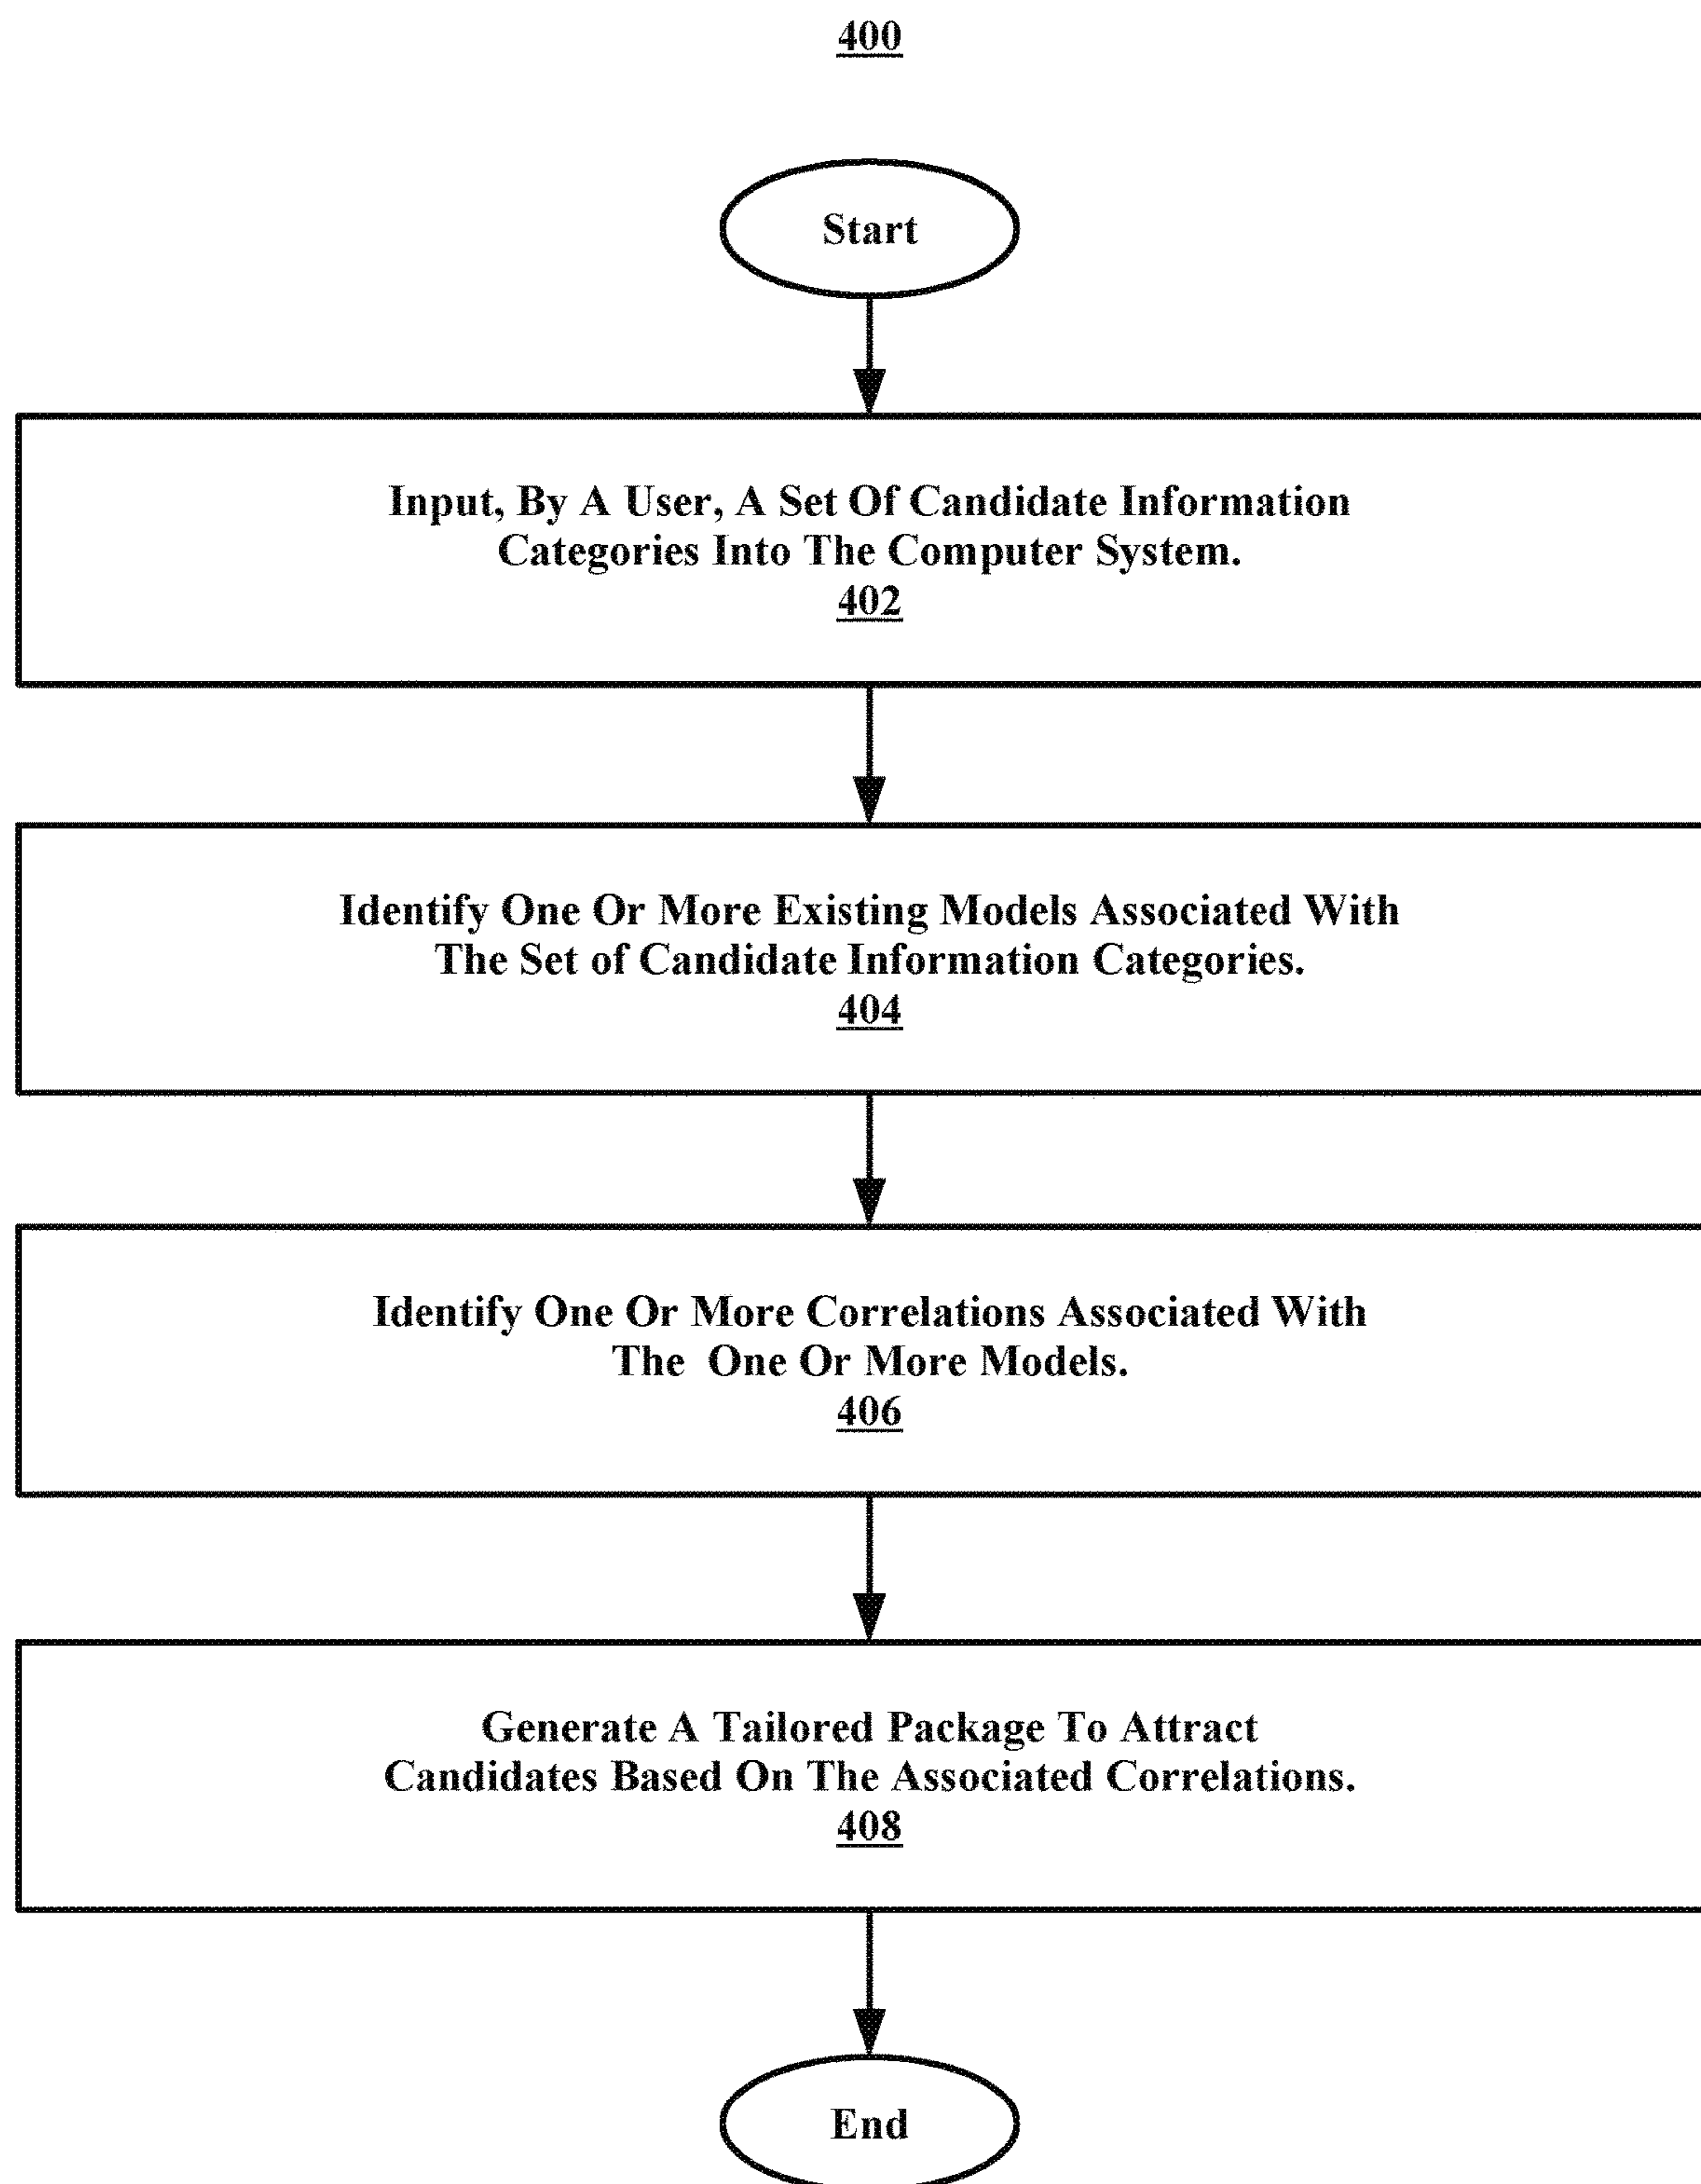 400
Start
Input, By A User, A Set Of Candidate Information
Categories Into The Computer System.
402
Identify One Or More Existing Models Associated With
The Set of Candidate Information Categories.
404
Identify One Or More Correlations Associated With
The  One Or More Models.
406
Generate A Tailored Package To Attract
Candidates Based On The Associated Correlations.
408
End